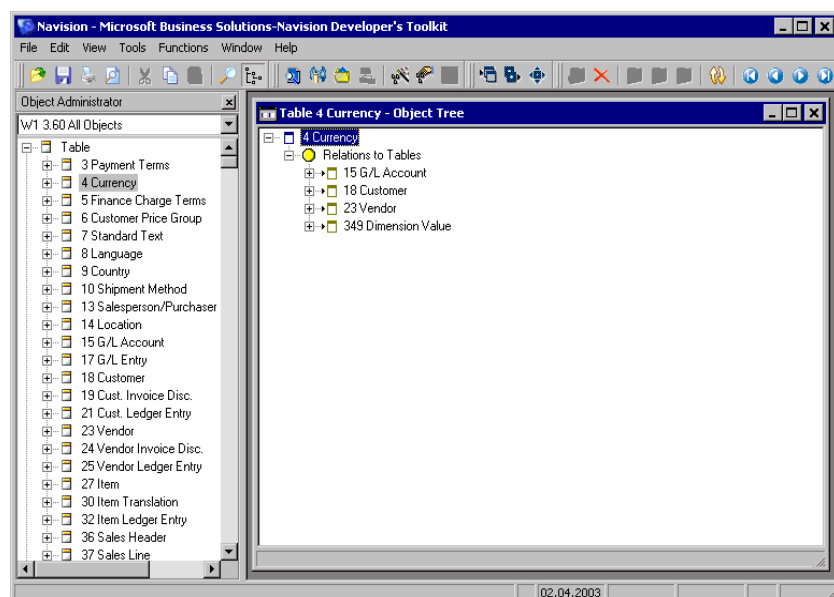 Navision - Microsoft Business Solutions-Navision Developer's Toolkit
File Edit View Tools Functions Window Help
Object Administrator
W1 3.60 All Objects
Table
3 Payment Terms
4 Currency
5 Finance Charge Terms
6 Customer Price Group
7 Standard Text
8 Language
9 Country
10 Shipment Method
13 Salesperson/Purchaser
14 Location
15 G/L Account
17 G/L Entry
18 Customer
19 Cust. Invoice Disc.
21 Cust. Ledger Entry
23 Vendor
24 Vendor Invoice Disc.
25 Vendor Ledger Entry
27 Item
30 Item Translation
32 Item Ledger Entry
36 Sales Header
37 Sales Line
Table 4 Currency - Object Tree
4 Currency
Relations to Tables
15 G/L Account
18 Customer
23 Vendor
349 Dimension Value
02.04.2003